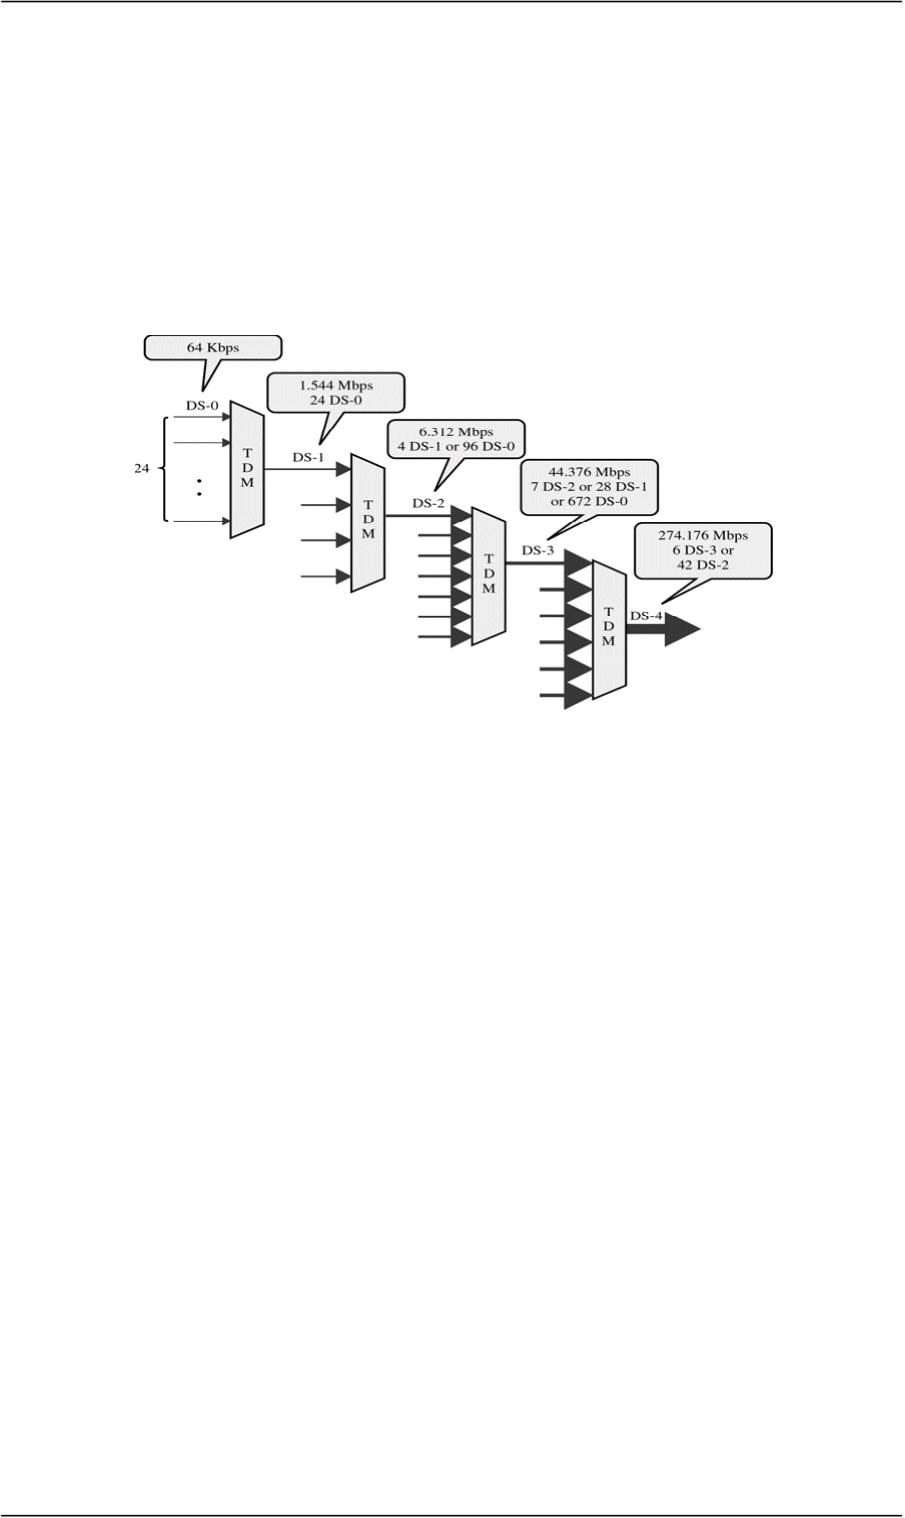 64 Kbps
DS-0
24
T
D
M
1.544 Mbps
24 DS-0
DS-1
T
D
M
6.312 Mbps
4 DS-1 or 96 DS-0
DS-2
T
D
M
44.376 Mbps
7 DS-2 or 28 DS-1
or 672 DS-0
DS-3
T
D
M
274.176 Mbps
6 DS-3 or
42 DS-2
DS-4